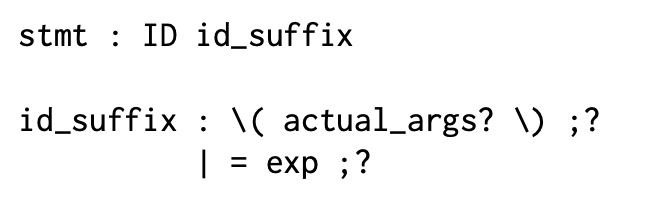 stmt : ID id_suffix
id_suffix : \( actual_args? \) ;?
| = exp ;?